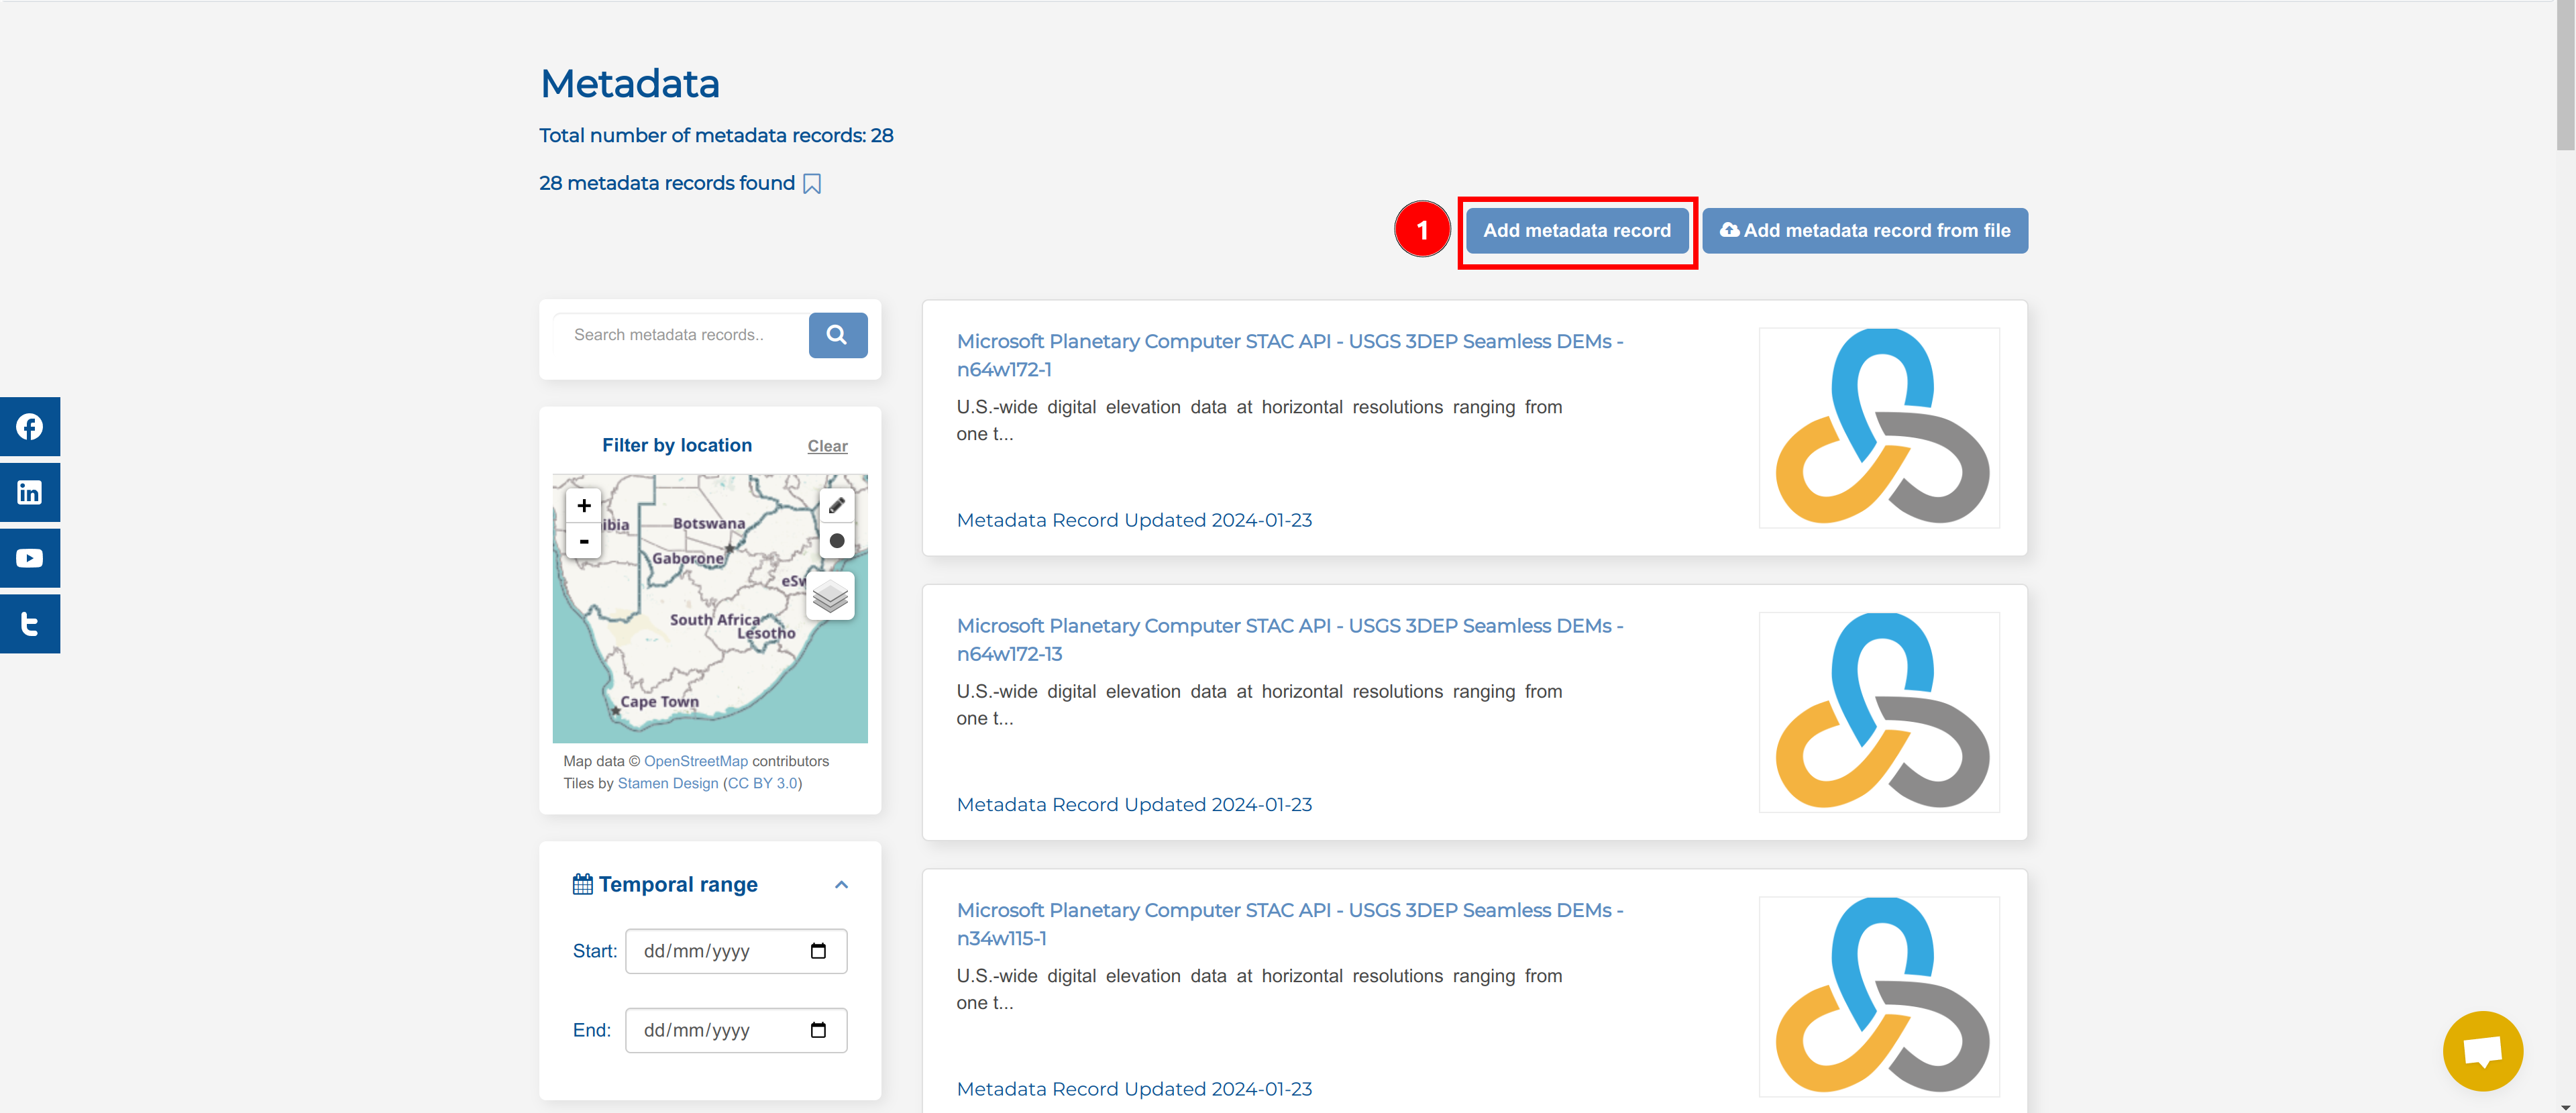 Metadata
Total number of metadata records: 28
28 metadata records found
1
Add metadata record
Add metadata record from file
Search metadata records..
Filter by location
Clear
+
-
ibia
Botswana
Gaborone
eSw
South Africa
Lesotho
Cape Town
Map data © OpenStreetMap contributors
Tiles by Stamen Design (CC BY 3.0)
Temporal range
Start:
dd/mm/yyyy
End:
dd/mm/yyyy
Microsoft Planetary Computer STAC API - USGS 3DEP Seamless DEMs -
n64w172-1
U.S.-wide digital elevation data at horizontal resolutions ranging from
one t...
Metadata Record Updated 2024-01-23
Microsoft Planetary Computer STAC API - USGS 3DEP Seamless DEMs -
n64w172-13
U.S.-wide digital elevation data at horizontal resolutions ranging from
one t...
Metadata Record Updated 2024-01-23
Microsoft Planetary Computer STAC API - USGS 3DEP Seamless DEMs -
n34w115-1
U.S.-wide digital elevation data at horizontal resolutions ranging from
one t...
Metadata Record Updated 2024-01-23